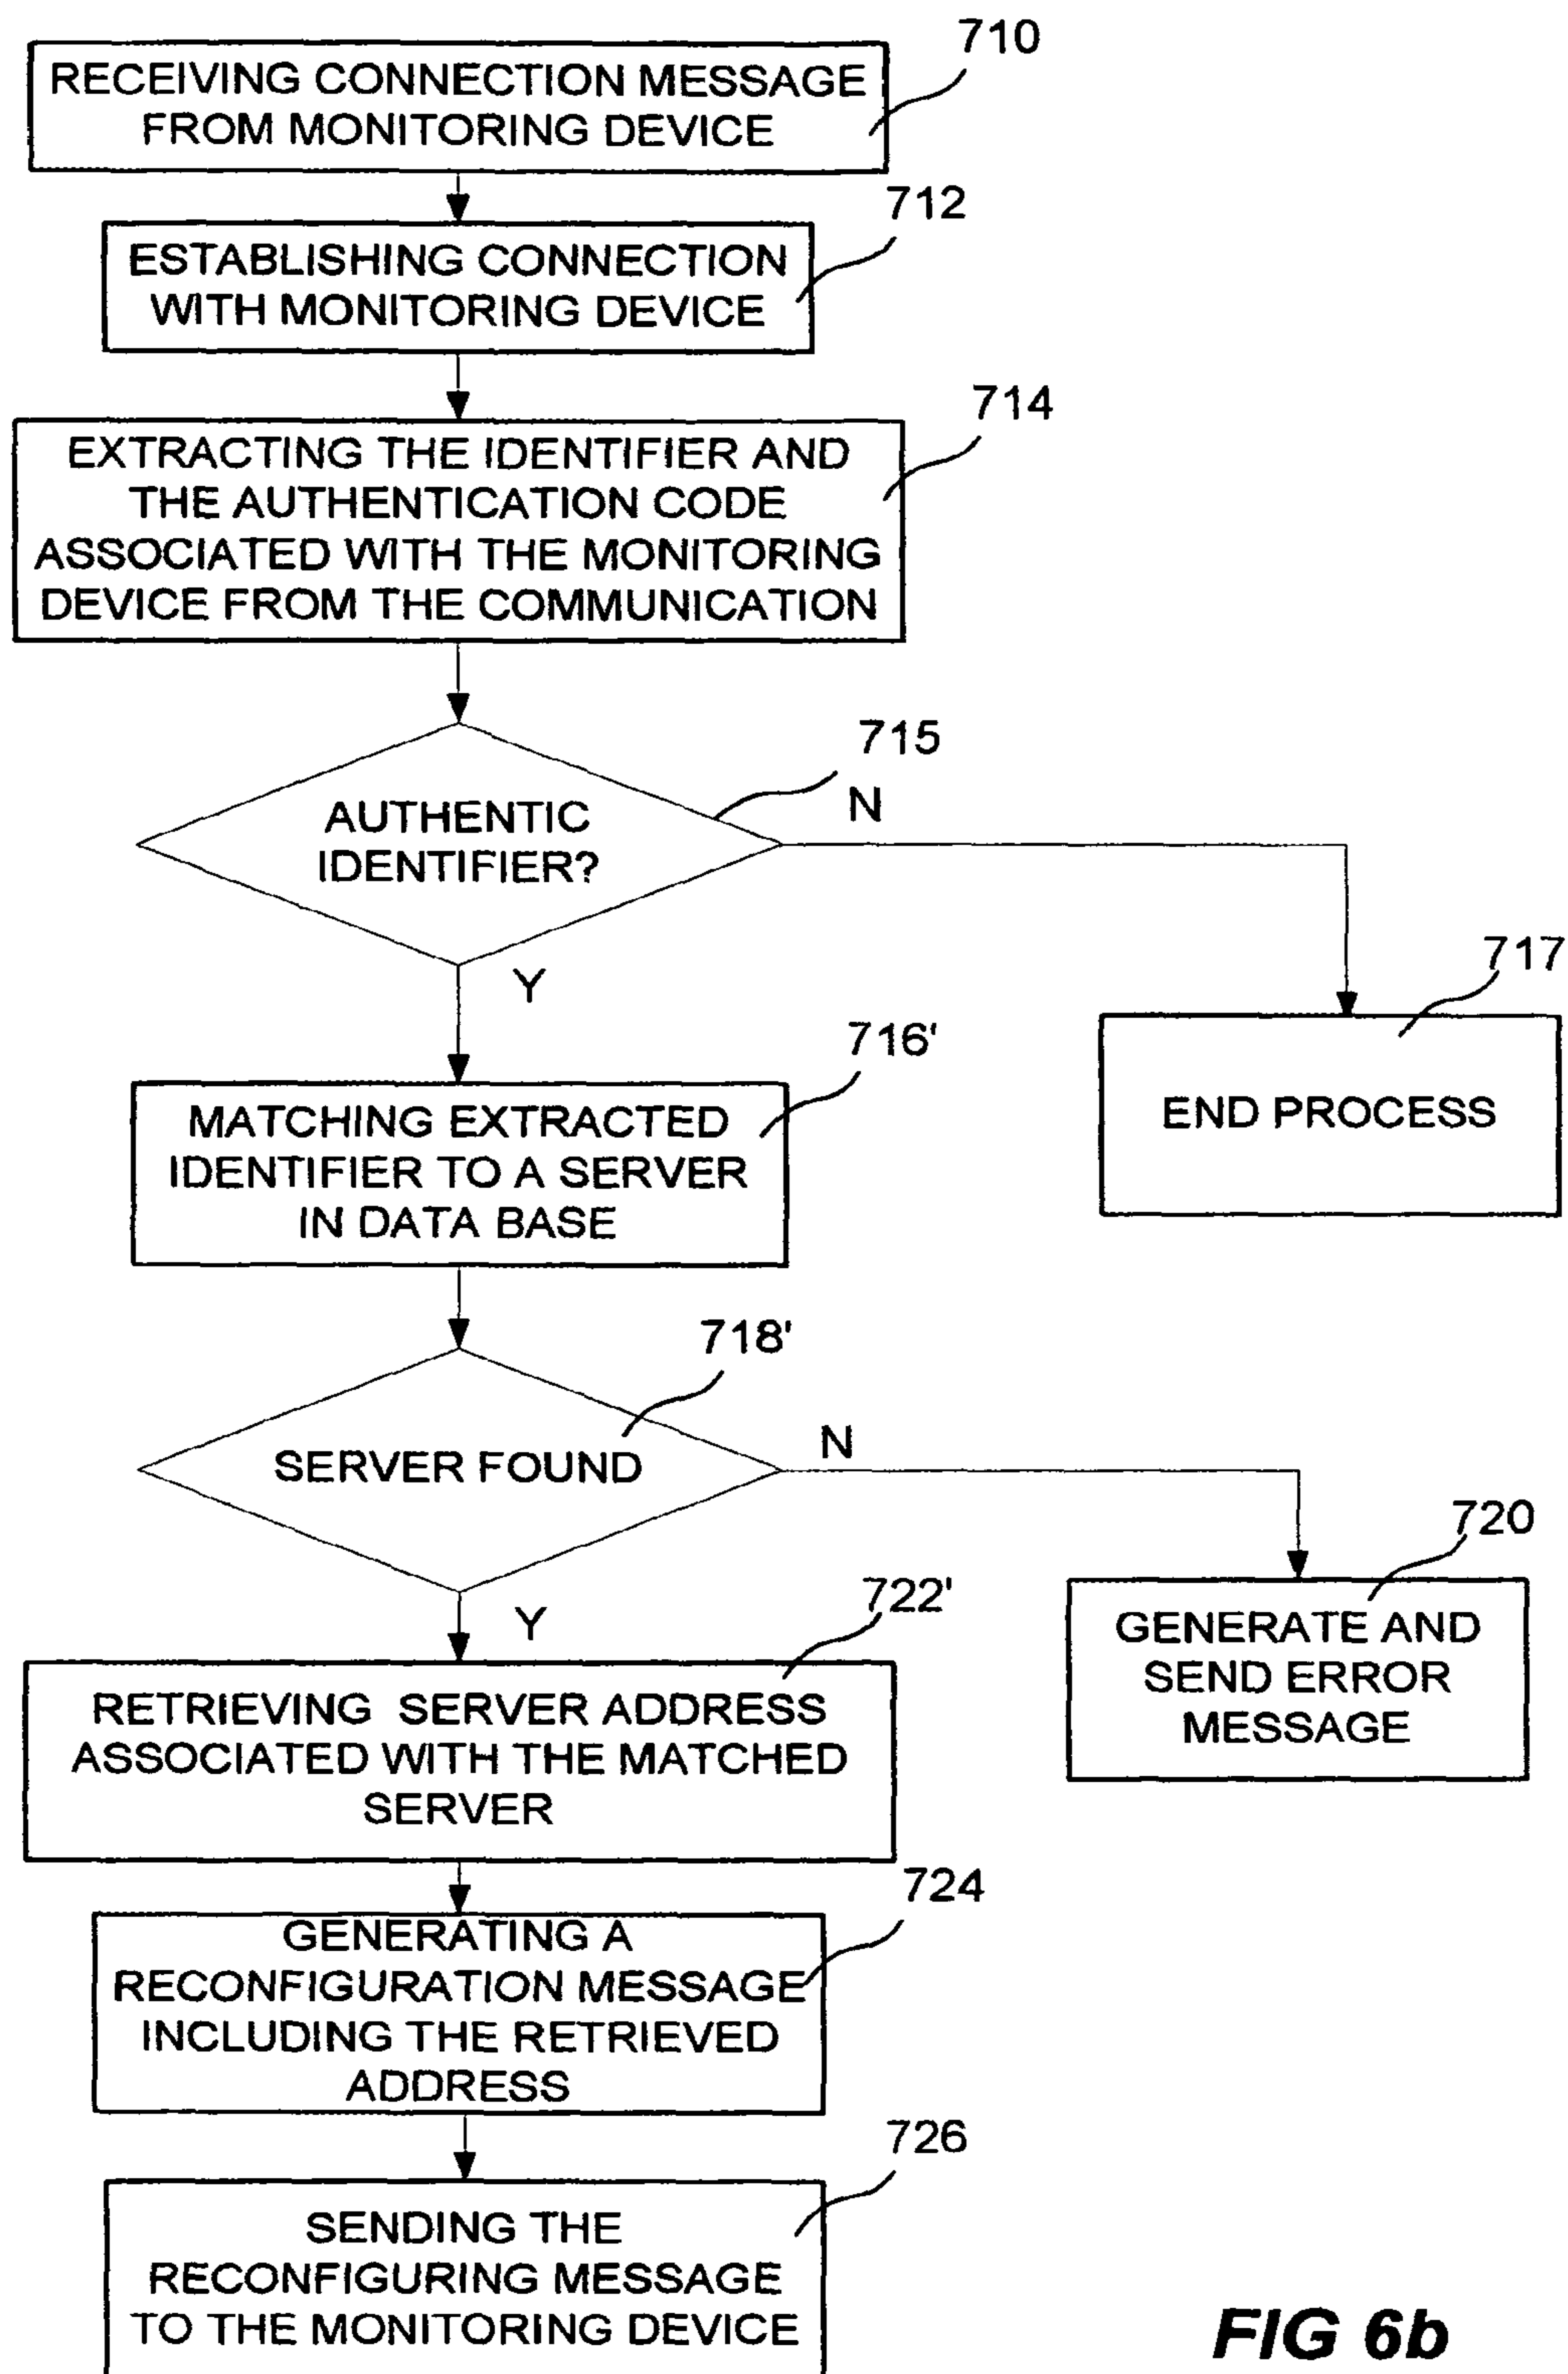 710
RECEIVING CONNECTION MESSAGE
FROM MONITORING DEVICE
712
ESTABLISHING CONNECTION
WITH MONITORING DEVICE
714
EXTRACTING THE IDENTIFIER AND
THE AUTHENTICATION CODE
ASSOCIATED WITH THE MONITORING
DEVICE FROM THE COMMUNICATION
715
AUTHENTIC
IDENTIFIER?
N
Y
717
END PROCESS
716'
MATCHING EXTRACTED
IDENTIFIER TO A SERVER
IN DATA BASE
718'
SERVER FOUND
N
Y
720
GENERATE AND
SEND ERROR
MESSAGE
722'
RETRIEVING SERVER ADDRESS
ASSOCIATED WITH THE MATCHED
SERVER
724
GENERATING A
RECONFIGURATION MESSAGE
INCLUDING THE RETRIEVED
ADDRESS
726
SENDING THE
RECONFIGURING MESSAGE
TO THE MONITORING DEVICE
FIG 6b